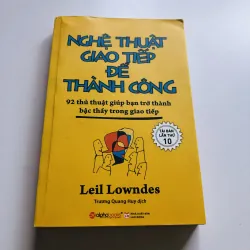 NGHỆ THUẬT
GIAO TIẾP
ĐỂ
THÀNH CÔNG
92 thủ thuật giúp bạn trở thành
bậc thầy trong giao tiếp
TÁI BẢN
LẦN THỨ
10
Leil Lowndes
Trương Quang Huy dịch
alphabooks